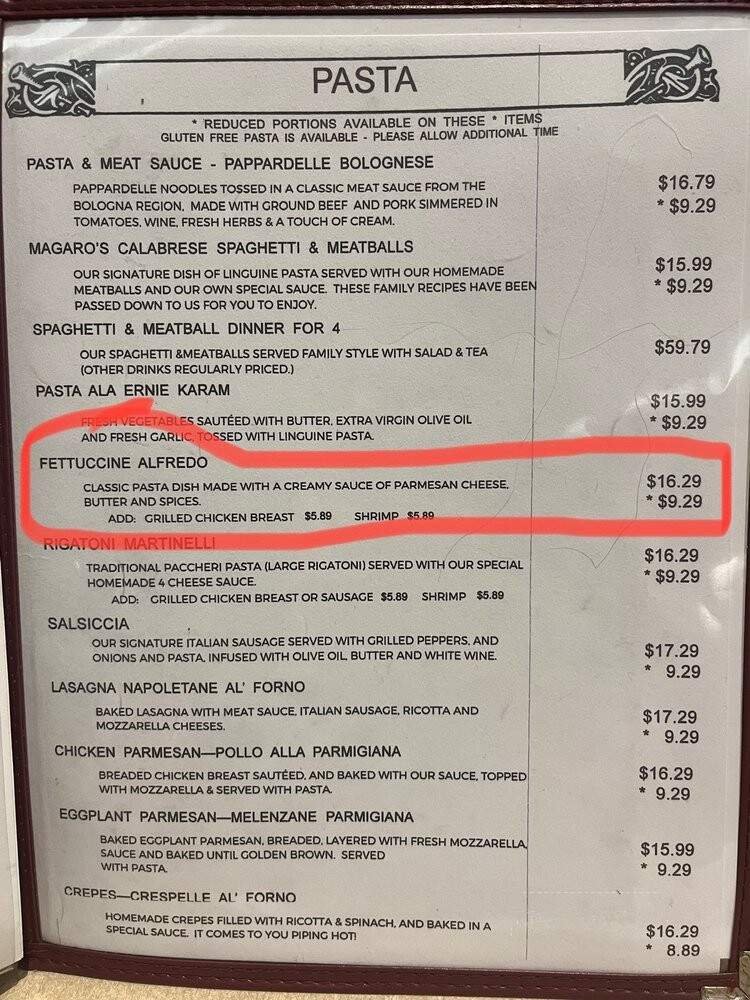 PASTA
* REDUCED PORTIONS AVAILABLE ON THESE * ITEMS
GLUTEN FREE PASTA IS AVAILABLE - PLEASE ALLOW ADDITIONAL TIME
PASTA & MEAT SAUCE - PAPPARDELLE BOLOGNESE
PAPPARDELLE NOODLES TOSSED IN A CLASSIC MEAT SAUCE FROM THE $16.79
BOLOGNA REGION, MADE WITH GROUND BEEF AND PORK SIMMERED IN * $9.29
TOMATOES, WINE, FRESH HERBS & A TOUCH OF CREAM.
MAGARO'S CALABRESE SPAGHETTI & MEATBALLS
OUR SIGNATURE DISH OF LINGUINE PASTA SERVED WITH OUR HOMEMADE $15.99
MEATBALLS AND OUR OWN SPECIAL SAUCE. THESE FAMILY RECIPES HAVE BEEN * $9.29
PASSED DOWN TO US FOR YOU TO ENJOY.
SPAGHETTI & MEATBALL DINNER FOR 4
OUR SPAGHETTI &MEATBALLS SERVED FAMILY STYLE WITH SALAD & TEA $59.79
(OTHER DRINKS REGULARLY PRICED.)
PASTA ALA ERNIE KARAM $15.99
FRESH VEGETABLES SAUTÉED WITH BUTTER, EXTRA VIRGIN OLIVE OIL * $9.29
AND FRESH GARLIC, TOSSED WITH LINGUINE PASTA.
FETTUCCINE ALFREDO
CLASSIC PASTA DISH MADE WITH A CREAMY SAUCE OF PARMESAN CHEESE, $16.29
BUTTER AND SPICES. * $9.29
ADD: GRILLED CHICKEN BREAST $5.89 SHRIMP $5.89
RIGATONI MARTINELLI
TRADITIONAL PACCHERI PASTA (LARGE RIGATONI) SERVED WITH OUR SPECIAL $16.29
HOMEMADE 4 CHEESE SAUCE. * $9.29
ADD: GRILLED CHICKEN BREAST OR SAUSAGE $5.89 SHRIMP $5.89
SALSICCIA
OUR SIGNATURE ITALIAN SAUSAGE SERVED WITH GRILLED PEPPERS, AND $17.29
ONIONS AND PASTA, INFUSED WITH OLIVE OIL, BUTTER AND WHITE WINE. * 9.29
LASAGNA NAPOLETANE AL' FORNO
BAKED LASAGNA WITH MEAT SAUCE, ITALIAN SAUSAGE, RICOTTA AND $17.29
MOZZARELLA CHEESES. * 9.29
CHICKEN PARMESAN—POLLO ALLA PARMIGIANA
BREADED CHICKEN BREAST SAUTÉED, AND BAKED WITH OUR SAUCE, TOPPED $16.29
WITH MOZZARELLA & SERVED WITH PASTA. * 9.29
EGGPLANT PARMESAN—MELENZANE PARMIGIANA
BAKED EGGPLANT PARMESAN, BREADED, LAYERED WITH FRESH MOZZARELLA, $15.99
SAUCE AND BAKED UNTIL GOLDEN BROWN. SERVED * 9.29
WITH PASTA.
CREPES—CRESPELLE AL' FORNO
HOMEMADE CREPES FILLED WITH RICOTTA & SPINACH, AND BAKED IN A $16.29
SPECIAL SAUCE. IT COMES TO YOU PIPING HOT! * 8.89